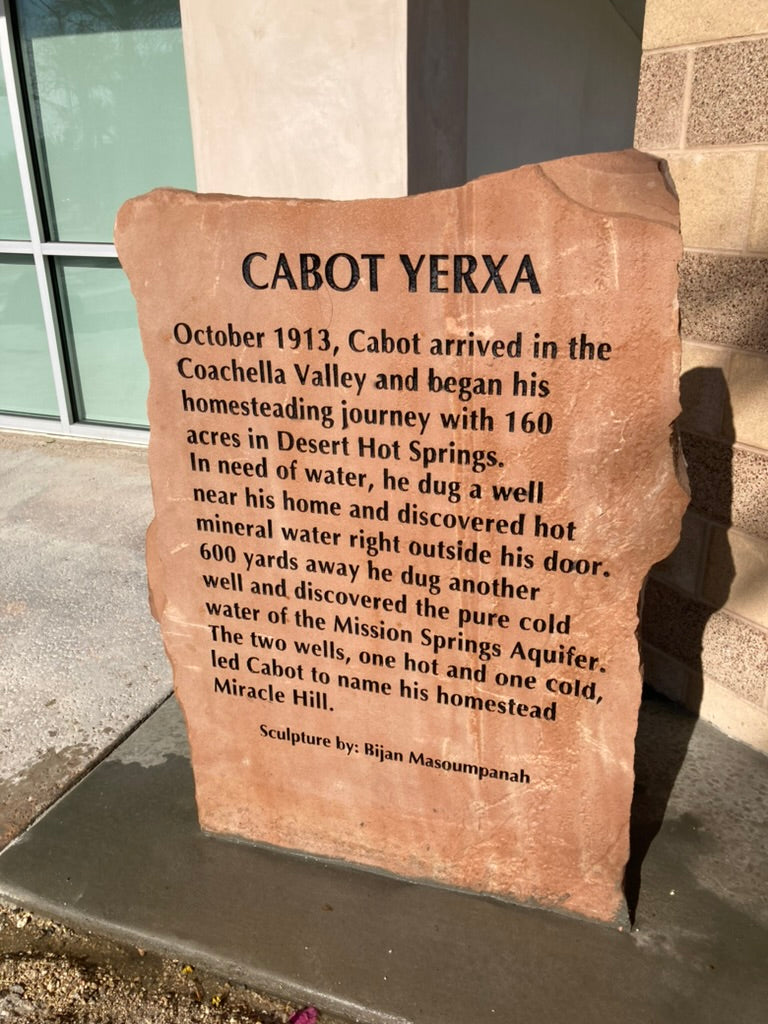 CABOT YERXA
October 1913, Cabot arrived in the
Coachella Valley and began his
homesteading journey with 160
acres in Desert Hot Springs.
In need of water, he dug a well
near his home and discovered hot
mineral water right outside his door.
600 yards away he dug another
well and discovered the pure cold
water of the Mission Springs Aquifer.
The two wells, one hot and one cold,
led Cabot to name his homestead
Miracle Hill.
Sculpture by: Bijan Masoumpanah